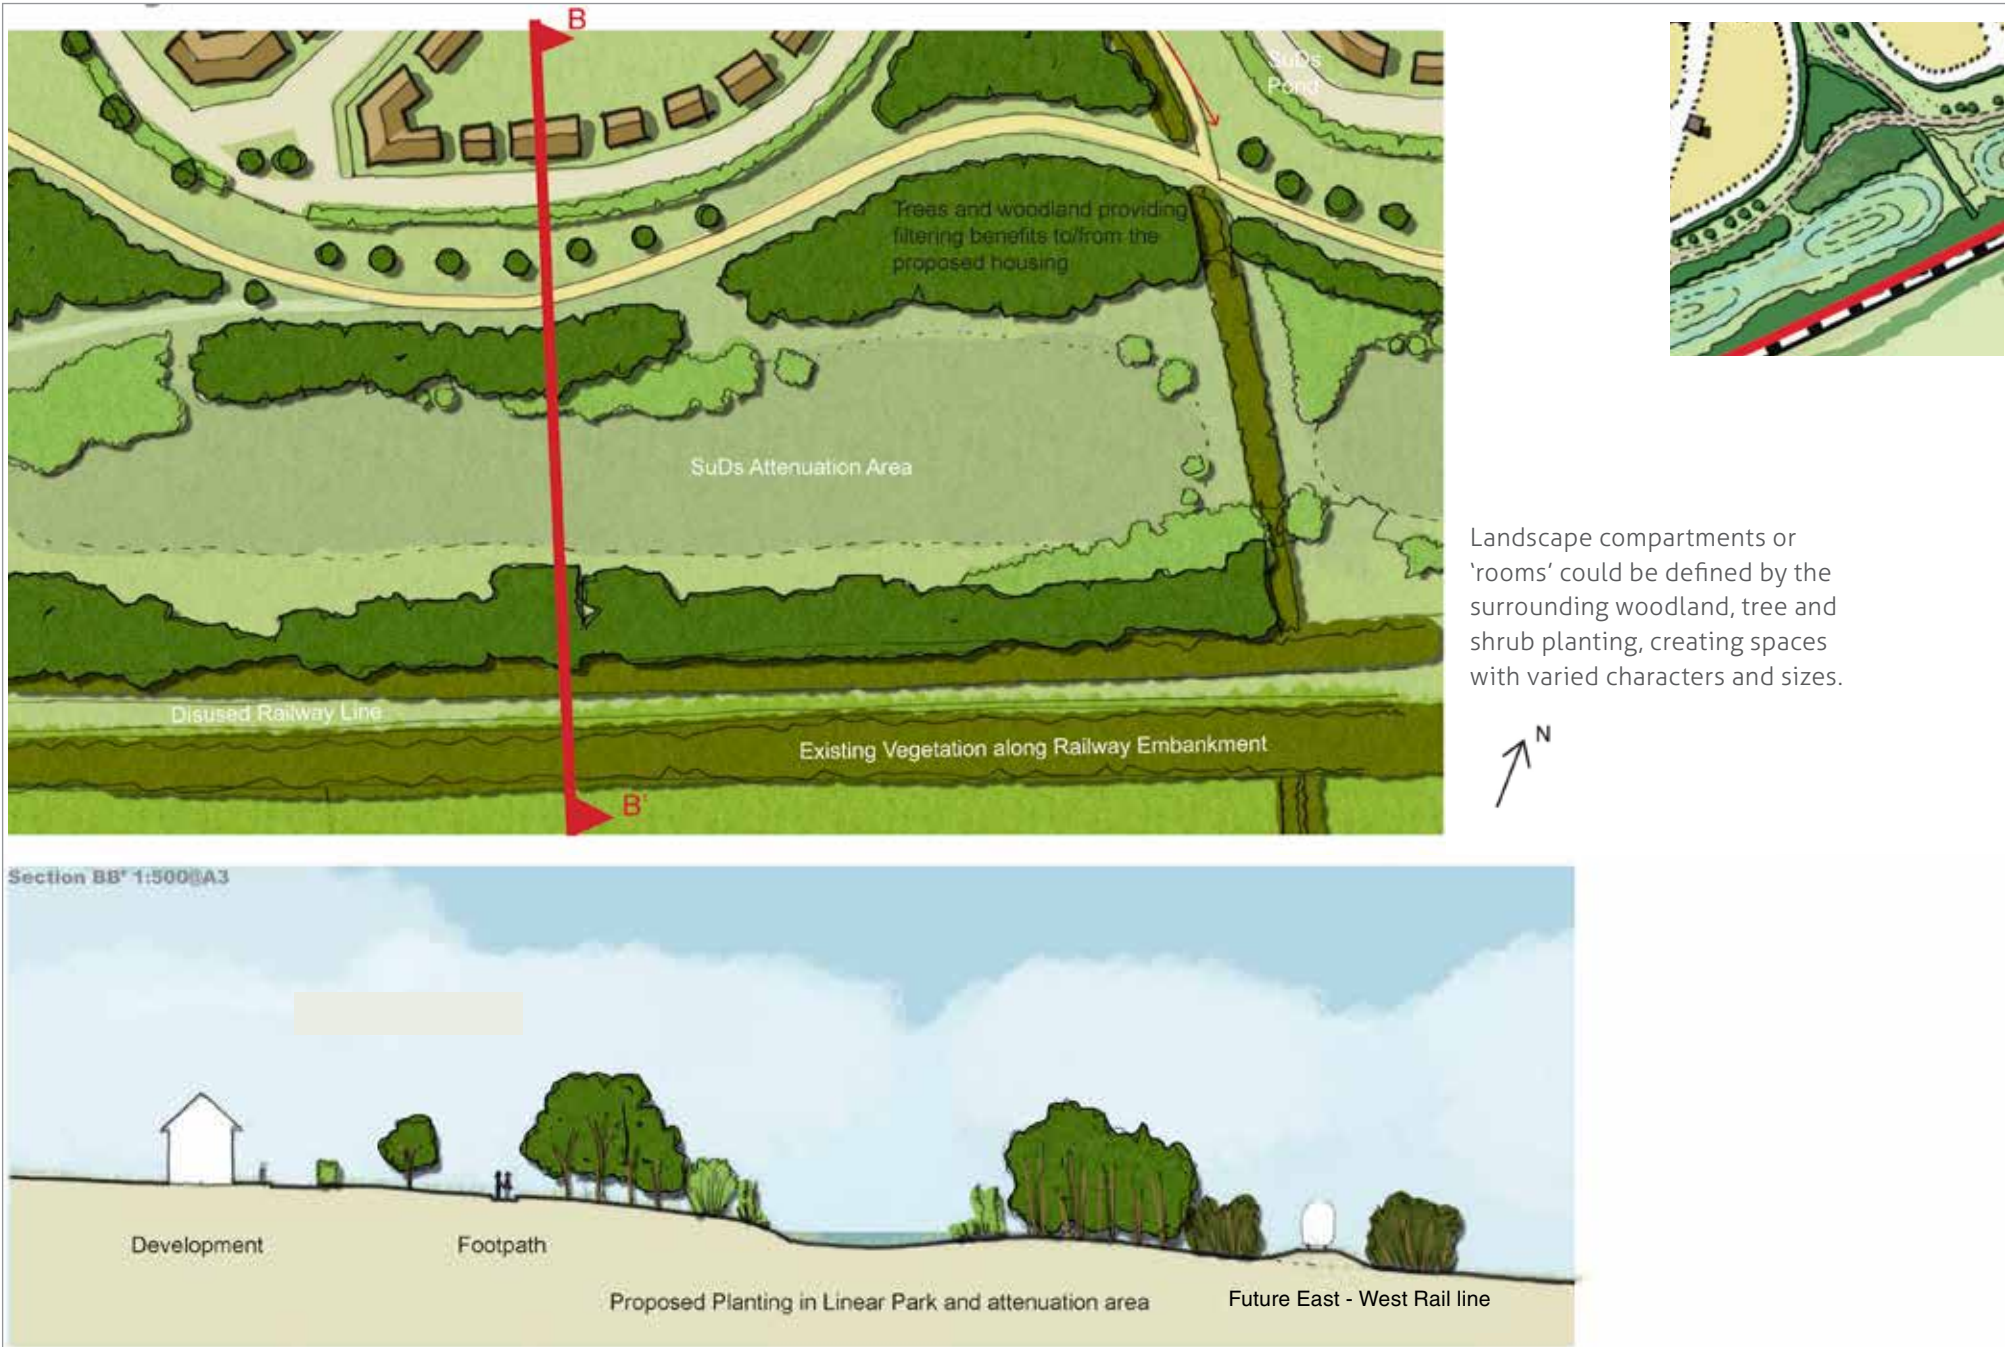 B
SuDs
Pond
Trees and woodland providing
filtering benefits to/from the
proposed housing
SuDs Attenuation Area
Disused Railway Line
Existing Vegetation along Railway Embankment
B'
Landscape compartments or
‘rooms’ could be defined by the
surrounding woodland, tree and
shrub planting, creating spaces
with varied characters and sizes.
N
Section BB' 1:500@A3
Development
Footpath
Proposed Planting in Linear Park and attenuation area
Future East - West Rail line